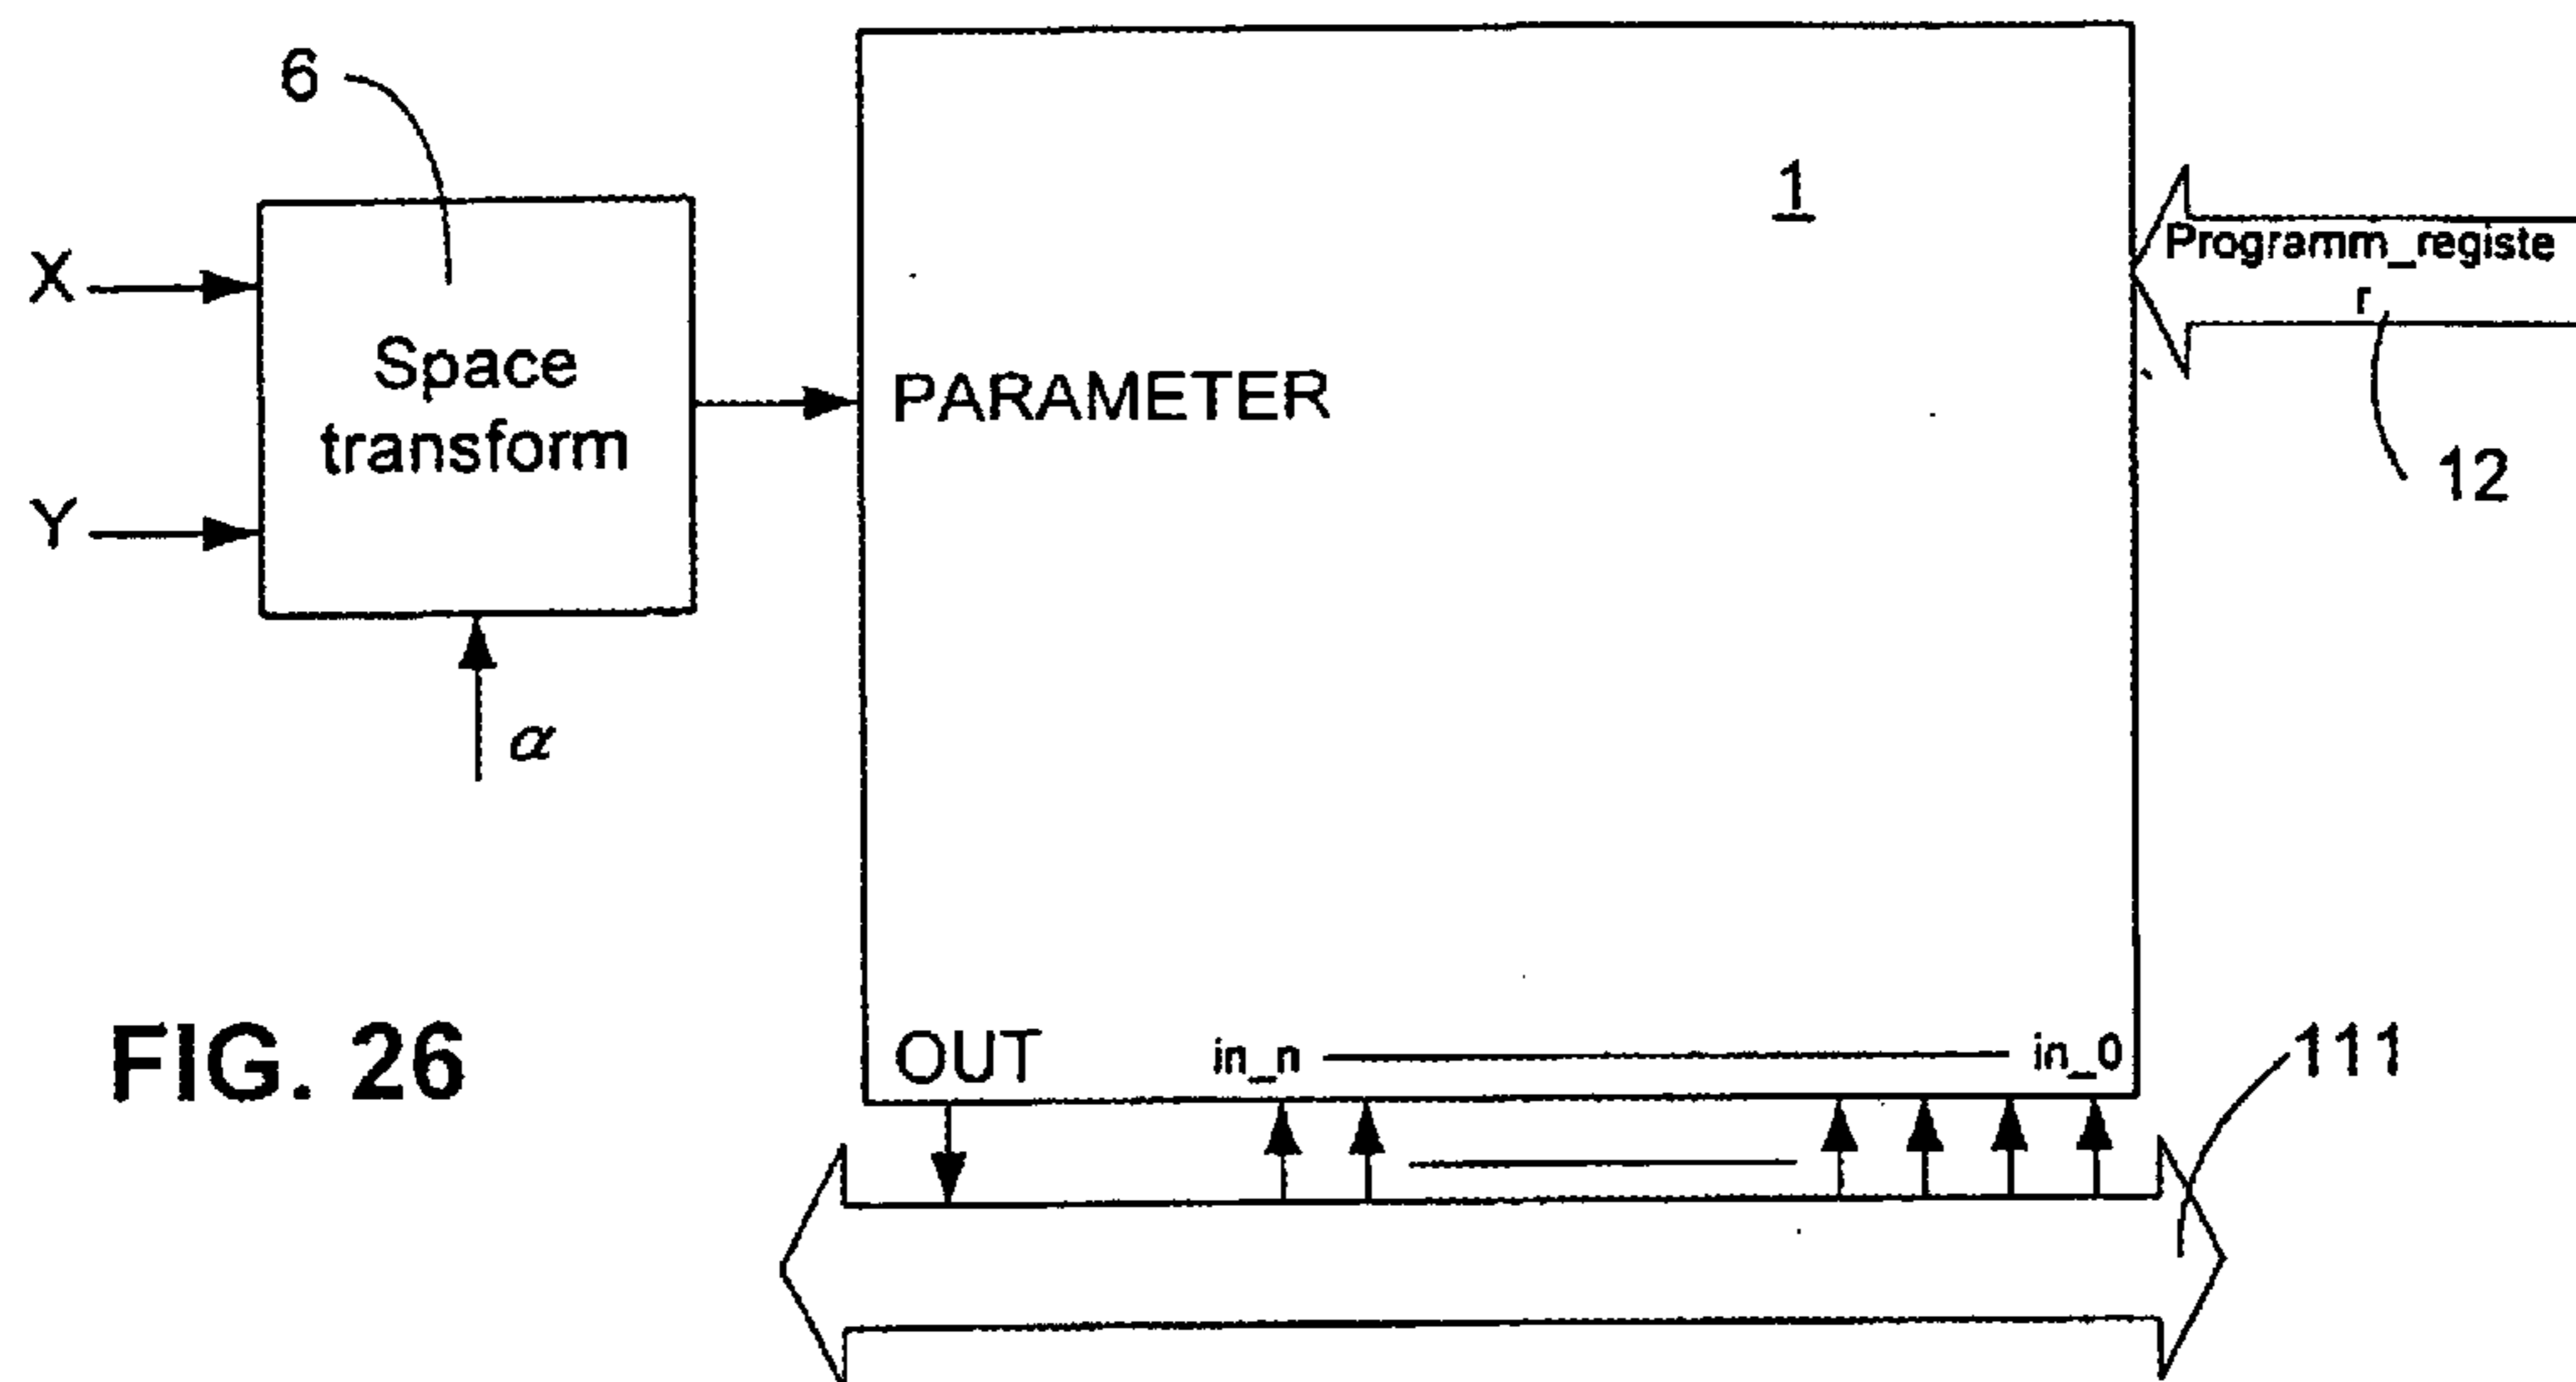 6
1
X
Programm_registe
r
Space
transform
PARAMETER
12
Y
α
FIG. 26
OUT
in_n
in_0
111